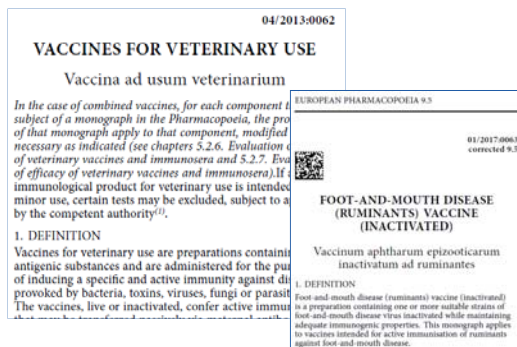 04/2013:0062
VACCINES FOR VETERINARY USE
Vaccina ad usum veterinarium
In the case of combined vaccines, for each component
subject of a monograph in the Pharmacopoeia, the pro
of that monograph apply to that component, modified
necessary as indicated (see chapters 5.2.6. Evaluation
of veterinary vaccines and immunosera and 5.2.7. Eva
of efficacy of veterinary vaccines and immunosera).If
immunological product for veterinary use is intended
minor use, certain tests may be excluded, subject to a
by the competent authority(1).
1. DEFINITION
Vaccines for veterinary use are preparations containi
antigenic substances and are administered for the pur
of inducing a specific and active immunity against di
provoked by bacteria, toxins, viruses, fungi or parasit
The vaccines, live or inactivated, confer active immun
EUROPEAN PHARMACOPOEIA 9.5
01/2017:0063
corrected 9.5
FOOT-AND-MOUTH DISEASE
(RUMINANTS) VACCINE
(INACTIVATED)
Vaccinum aphtharum epizooticarum
inactivatum ad ruminantes
1. DEFINITION
Foot-and-mouth disease (ruminants) vaccine (inactivated)
is a preparation containing one or more suitable strains of
foot-and-mouth disease virus inactivated while maintaining
adequate immunogenic properties. This monograph applies
to vaccines intended for active immunisation of ruminants
against foot-and-mouth disease.